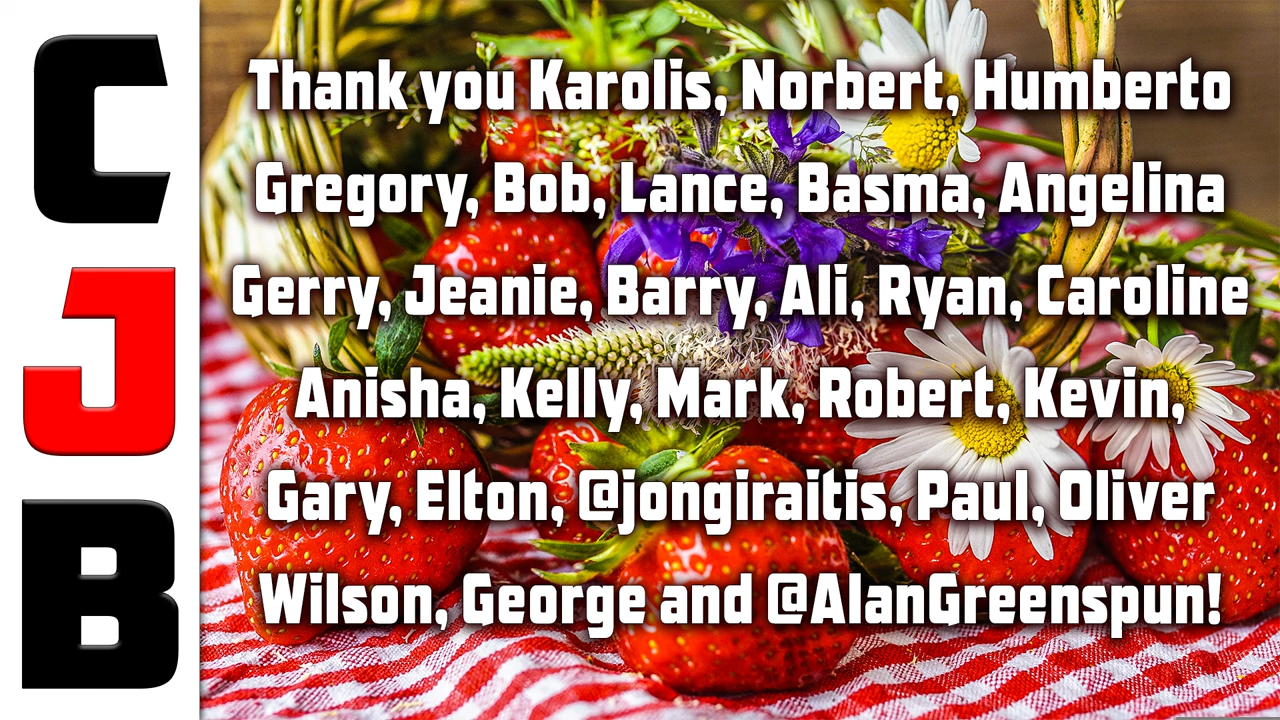 C
J
B
Thank you Karolis, Norbert, Humberto
Gregory, Bob, Lance, Basma, Angelina
Gerry, Jeanie, Barry, Ali, Ryan, Caroline
Anisha, Kelly, Mark, Robert, Kevin,
Gary, Elton, @jongiraitis, Paul, Oliver
Wilson, George and @AlanGreenspun!